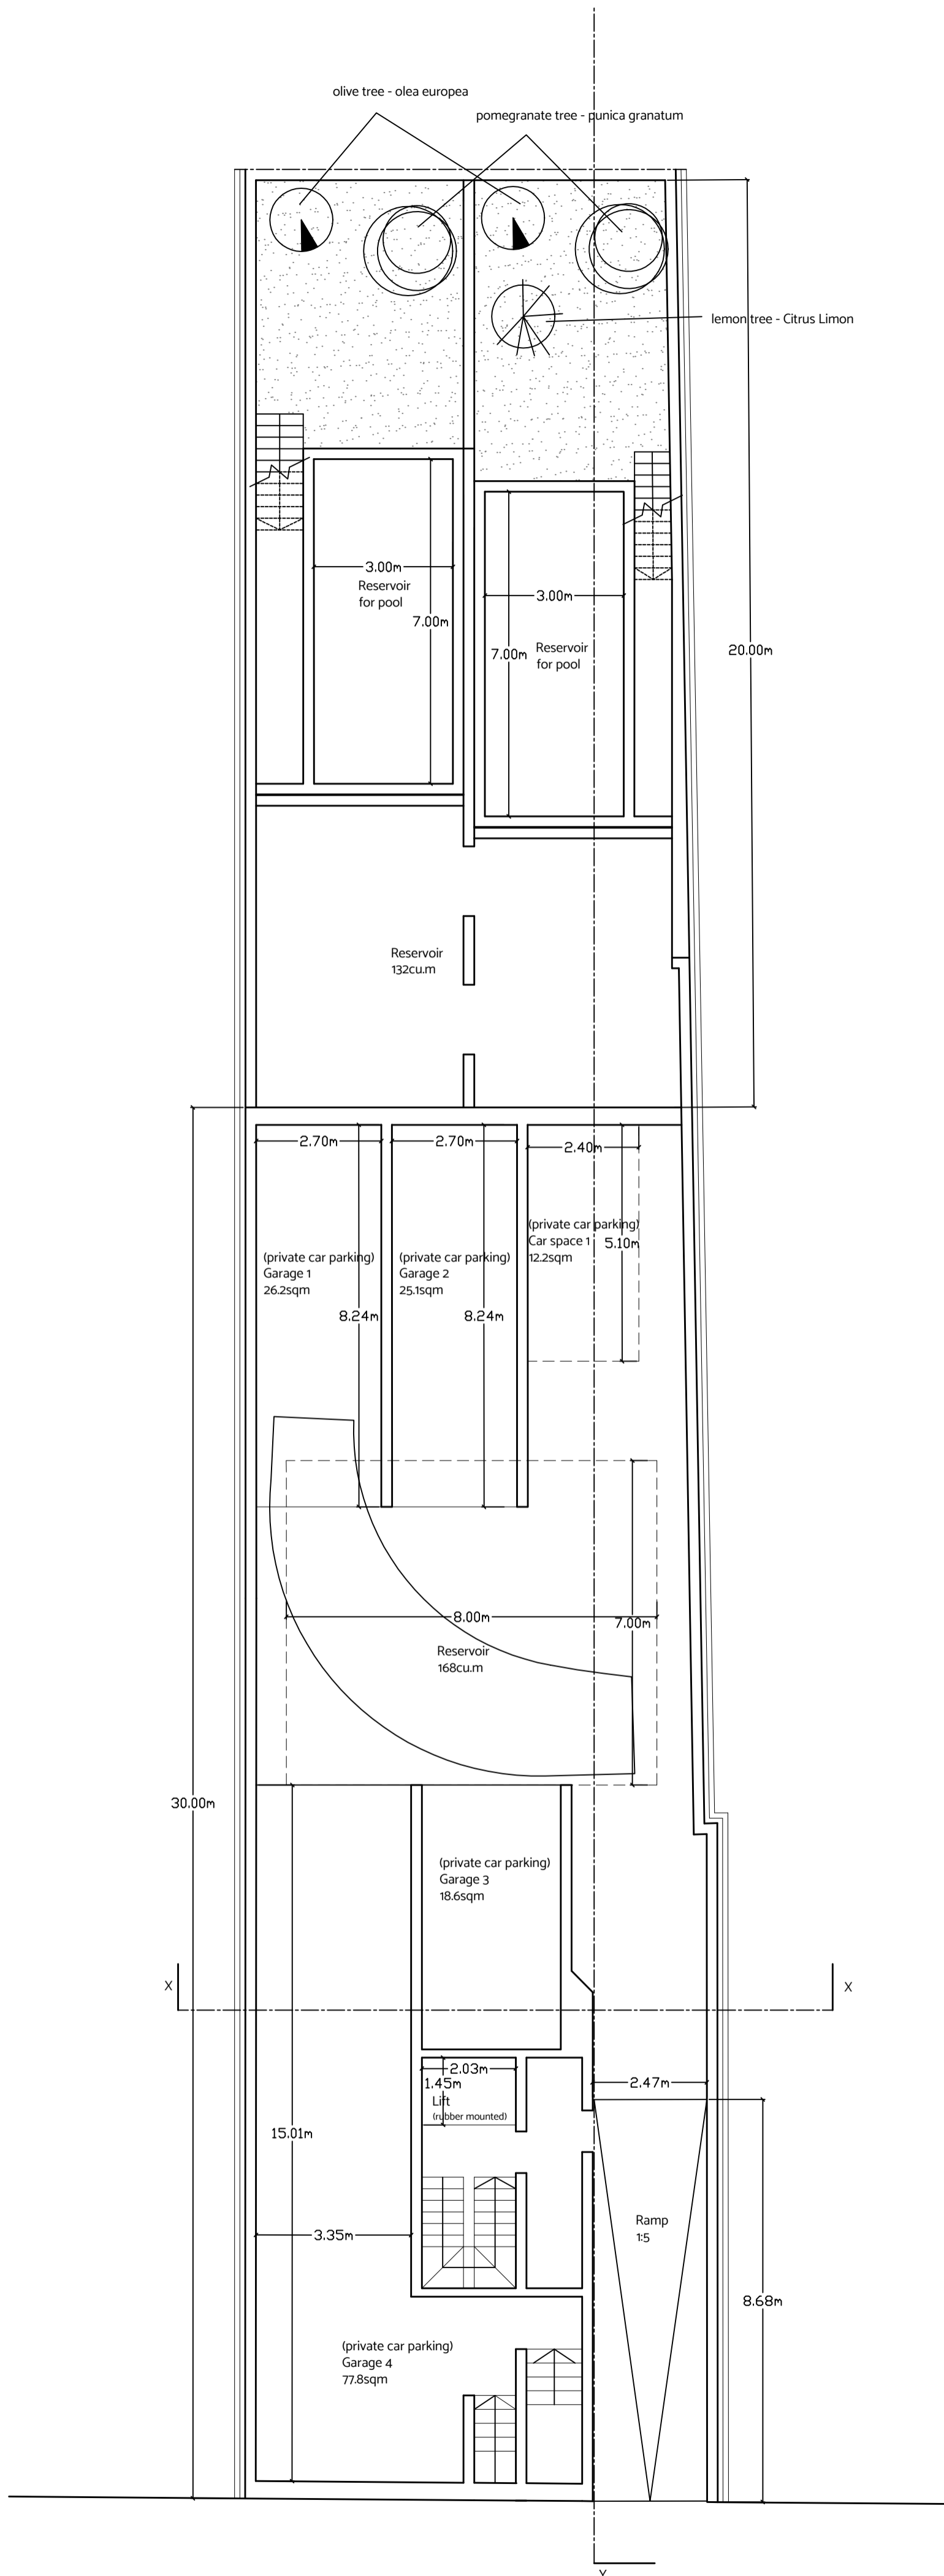 olive tree - olea europea
pomegranate tree - punica granatum
lemon tree - Citrus Limon
3.00m
Reservoir
for pool
7.00m
3.00m
Reservoir
for pool
7.00m
20.00m
Reservoir
132cu.m
2.70m
2.70m
2.40m
(private car parking)
Car space 1
12.2sqm
5.10m
(private car parking)
Garage 1
26.2sqm
(private car parking)
Garage 2
25.1sqm
8.24m
8.24m
8.00m
7.00m
Reservoir
168cu.m
30.00m
(private car parking)
Garage 3
18.6sqm
X
X
2.03m
1.45m
Lift
(rubber mounted)
2.47m
15.01m
Ramp
1:5
3.35m
8.68m
(private car parking)
Garage 4
77.8sqm